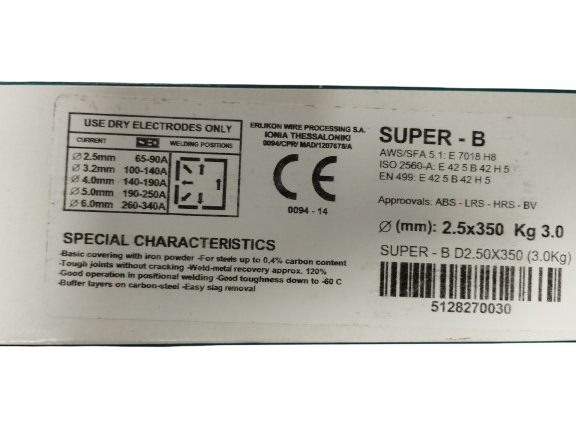 USE DRY ELECTRODES ONLY
CURRENT WELDING POSITIONS
Ø 2.5mm 65-90A
Ø 3.2mm 100-140A
Ø 4.0mm 140-190A
Ø 5.0mm 190-250A
Ø 6.0mm 260-340A
ERLIKON WIRE PROCESSING S.A.
IONIA THESSALONIKI
0094/CPR/ MAD/1207678/A
CE
0094 - 14
SPECIAL CHARACTERISTICS
-Basic covering with iron powder -For steels up to 0,4% carbon content
-Tough joints without cracking -Weld-metal recovery approx. 120%
-Good operation in positional welding -Good toughness down to -60 C
-Buffer layers on carbon-steel -Easy slag removal
SUPER - B
AWS/SFA 5.1: E 7018 H8
ISO 2560-A: E 42 5 B 42 H 5
EN 499: E 42 5 B 42 H 5
Approovals: ABS - LRS - HRS - BV
Ø (mm): 2.5x350 Kg 3.0
SUPER - B D2.50X350 (3.0Kg)
5128270030